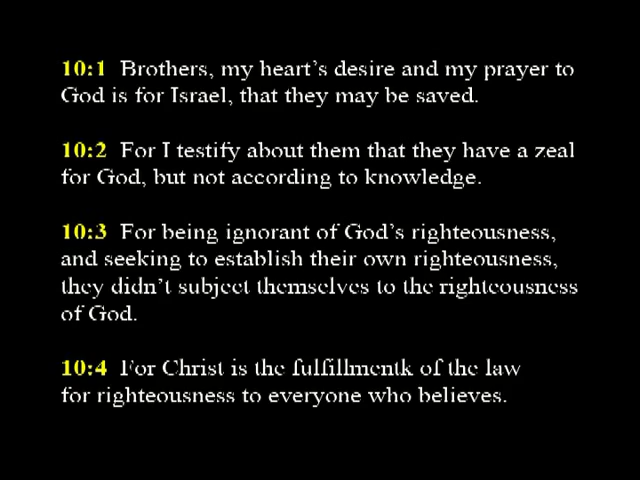 10:1 Brothers, my heart's desire and my prayer to
God is for Israel, that they may be saved.
10:2 For I testify about them that they have a zeal
for God, but not according to knowledge.
10:3 For being ignorant of God's righteousness,
and seeking to establish their own righteousness,
they didn't subject themselves to the righteousness
of God.
10:4 For Christ is the fulfillmentk of the law
for righteousness to everyone who believes.